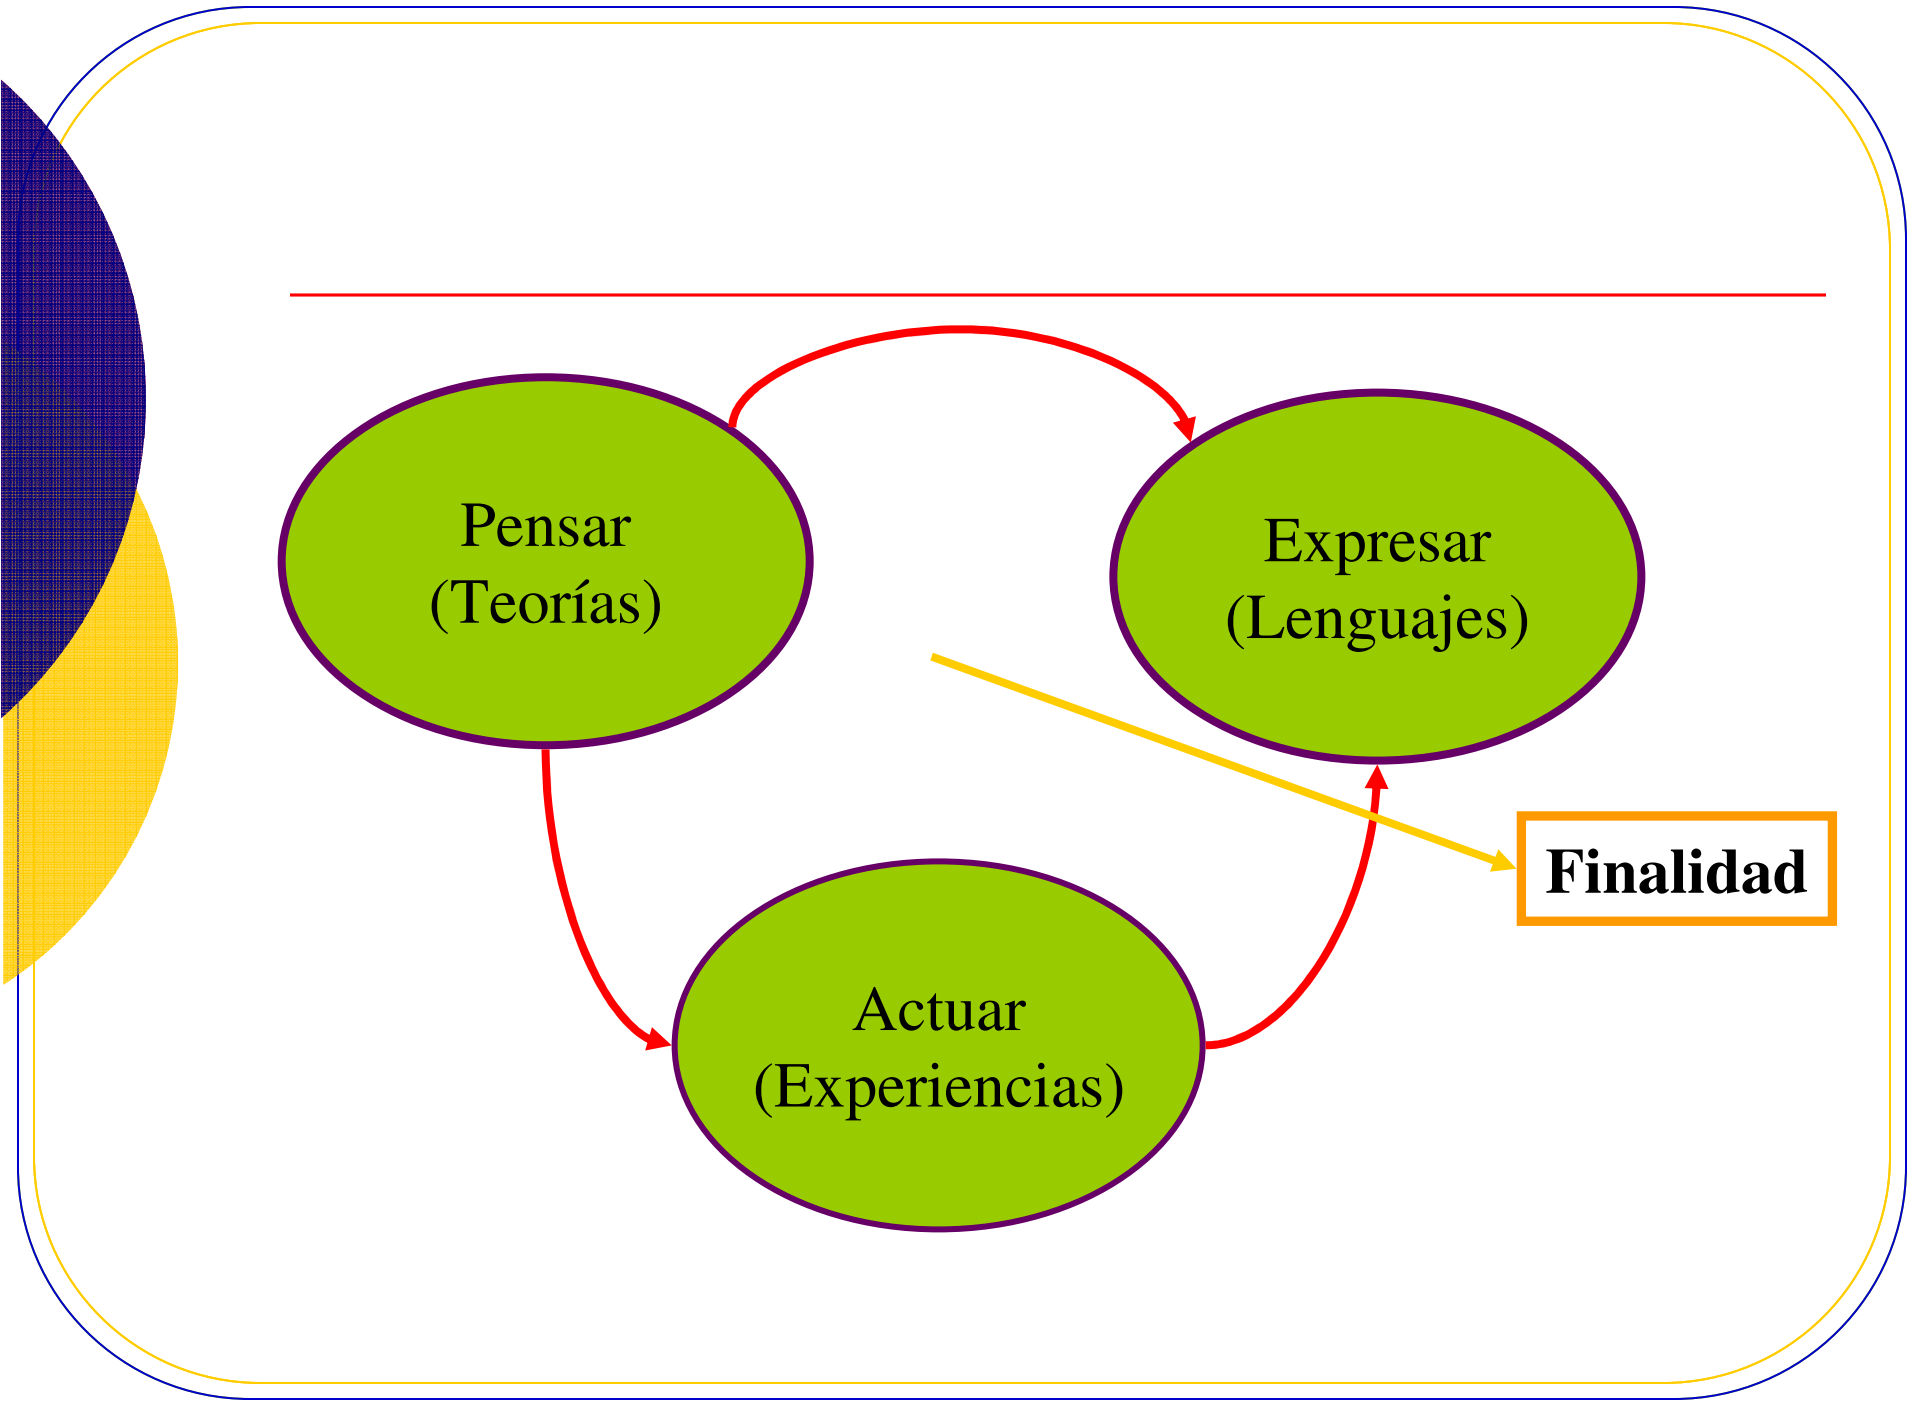 Pensar
(Teorías)
Expresar
(Lenguajes)
Finalidad
Actuar
(Experiencias)